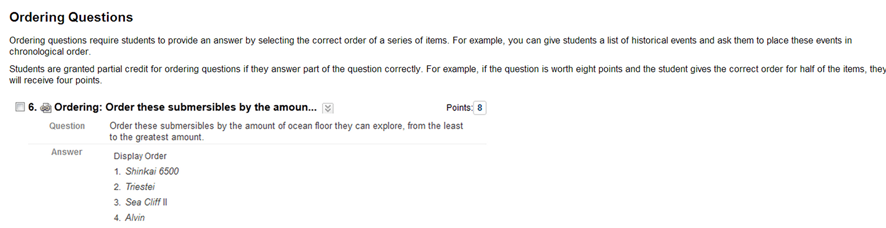 Ordering Questions
Ordering questions require students to provide an answer by selecting the correct order of a series of items. For example, you can give students a list of historical events and ask them to place these events in
chronological order.
Students are granted partial credit for ordering questions if they answer part of the question correctly. For example, if the question is worth eight points and the student gives the correct order for half of the items, they
will receive four points.
6. Ordering: Order these submersibles by the amoun... Points: 8
Question Order these submersibles by the amount of ocean floor they can explore, from the least
to the greatest amount.
Answer Display Order
1. Shinkai 6500
2. Triestei
3. Sea Cliff II
4. Alvin